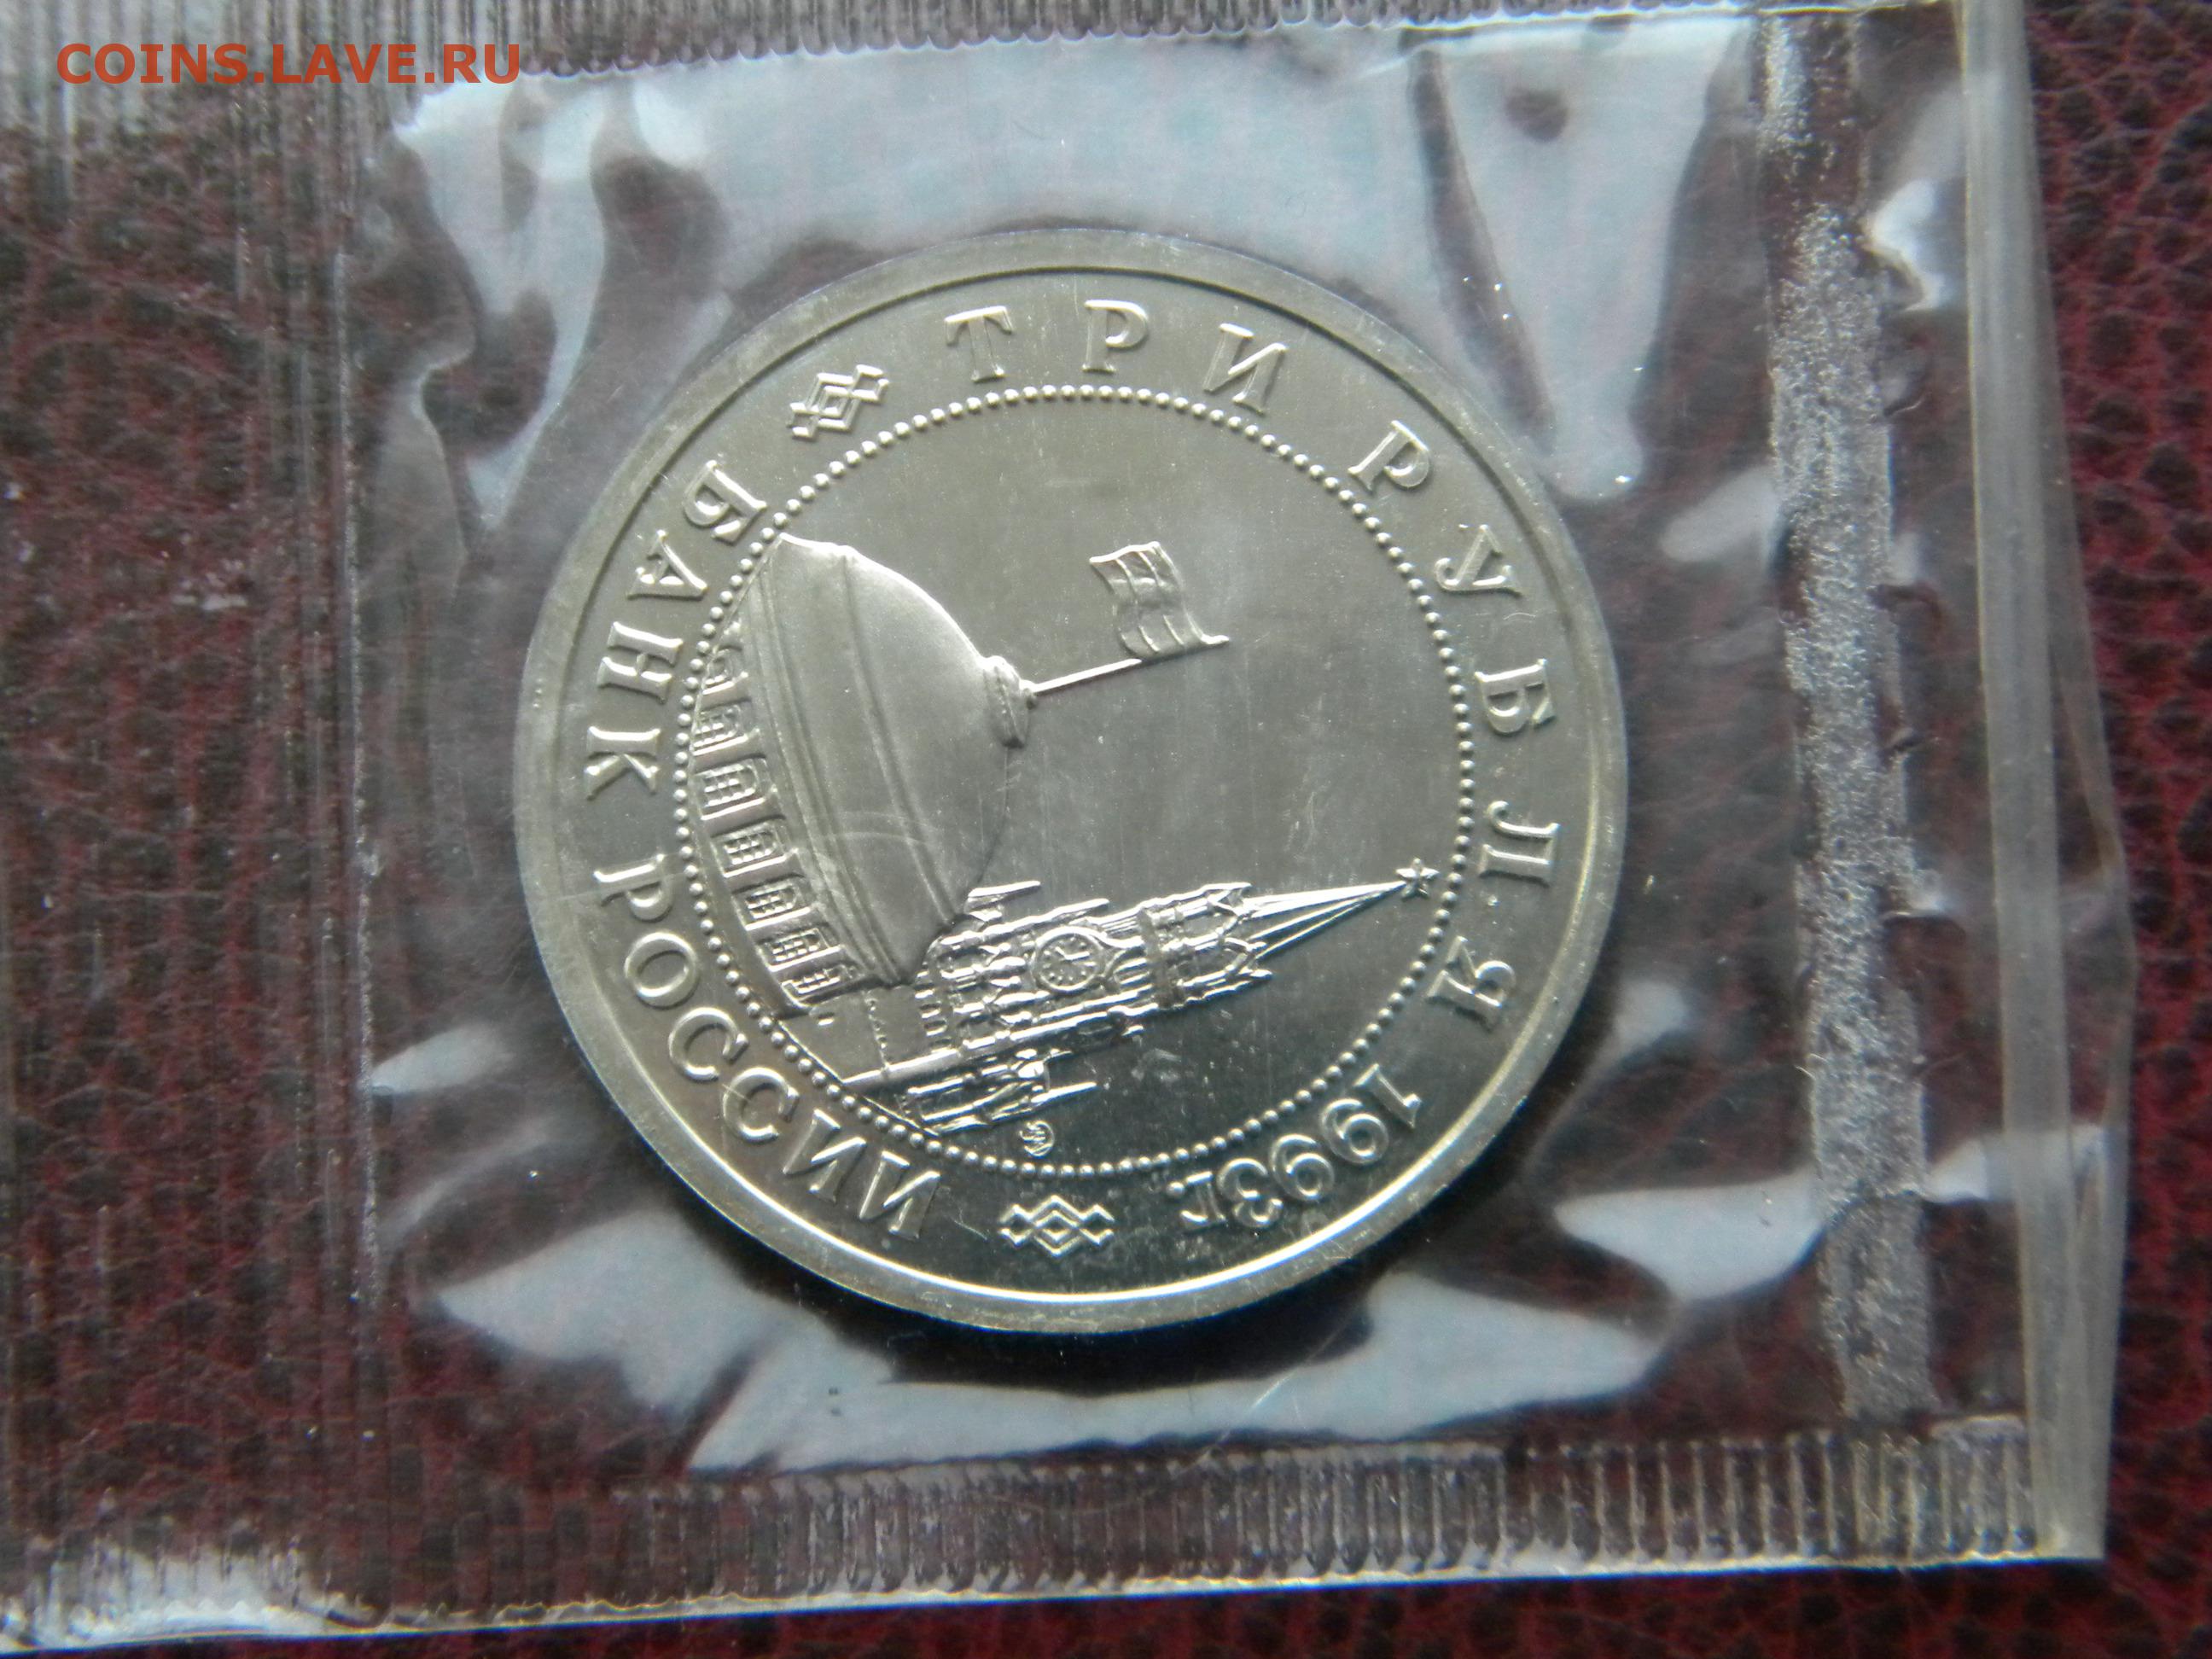 COINS.LAVE.RU
ТРИ РУБЛЯ
1993г.
БАНК РОССИИ